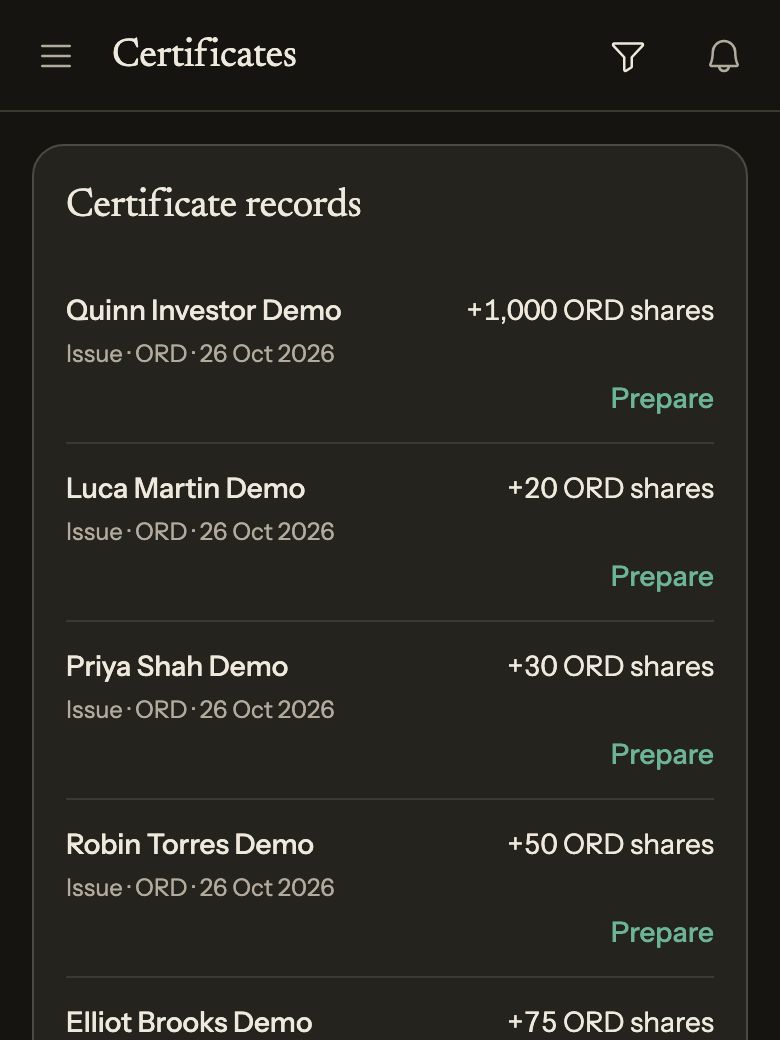 Certificates
Certificate records
Quinn Investor Demo +1,000 ORD shares
Issue · ORD · 26 Oct 2026
Prepare
Luca Martin Demo +20 ORD shares
Issue · ORD · 26 Oct 2026
Prepare
Priya Shah Demo +30 ORD shares
Issue · ORD · 26 Oct 2026
Prepare
Robin Torres Demo +50 ORD shares
Issue · ORD · 26 Oct 2026
Prepare
Elliot Brooks Demo +75 ORD shares